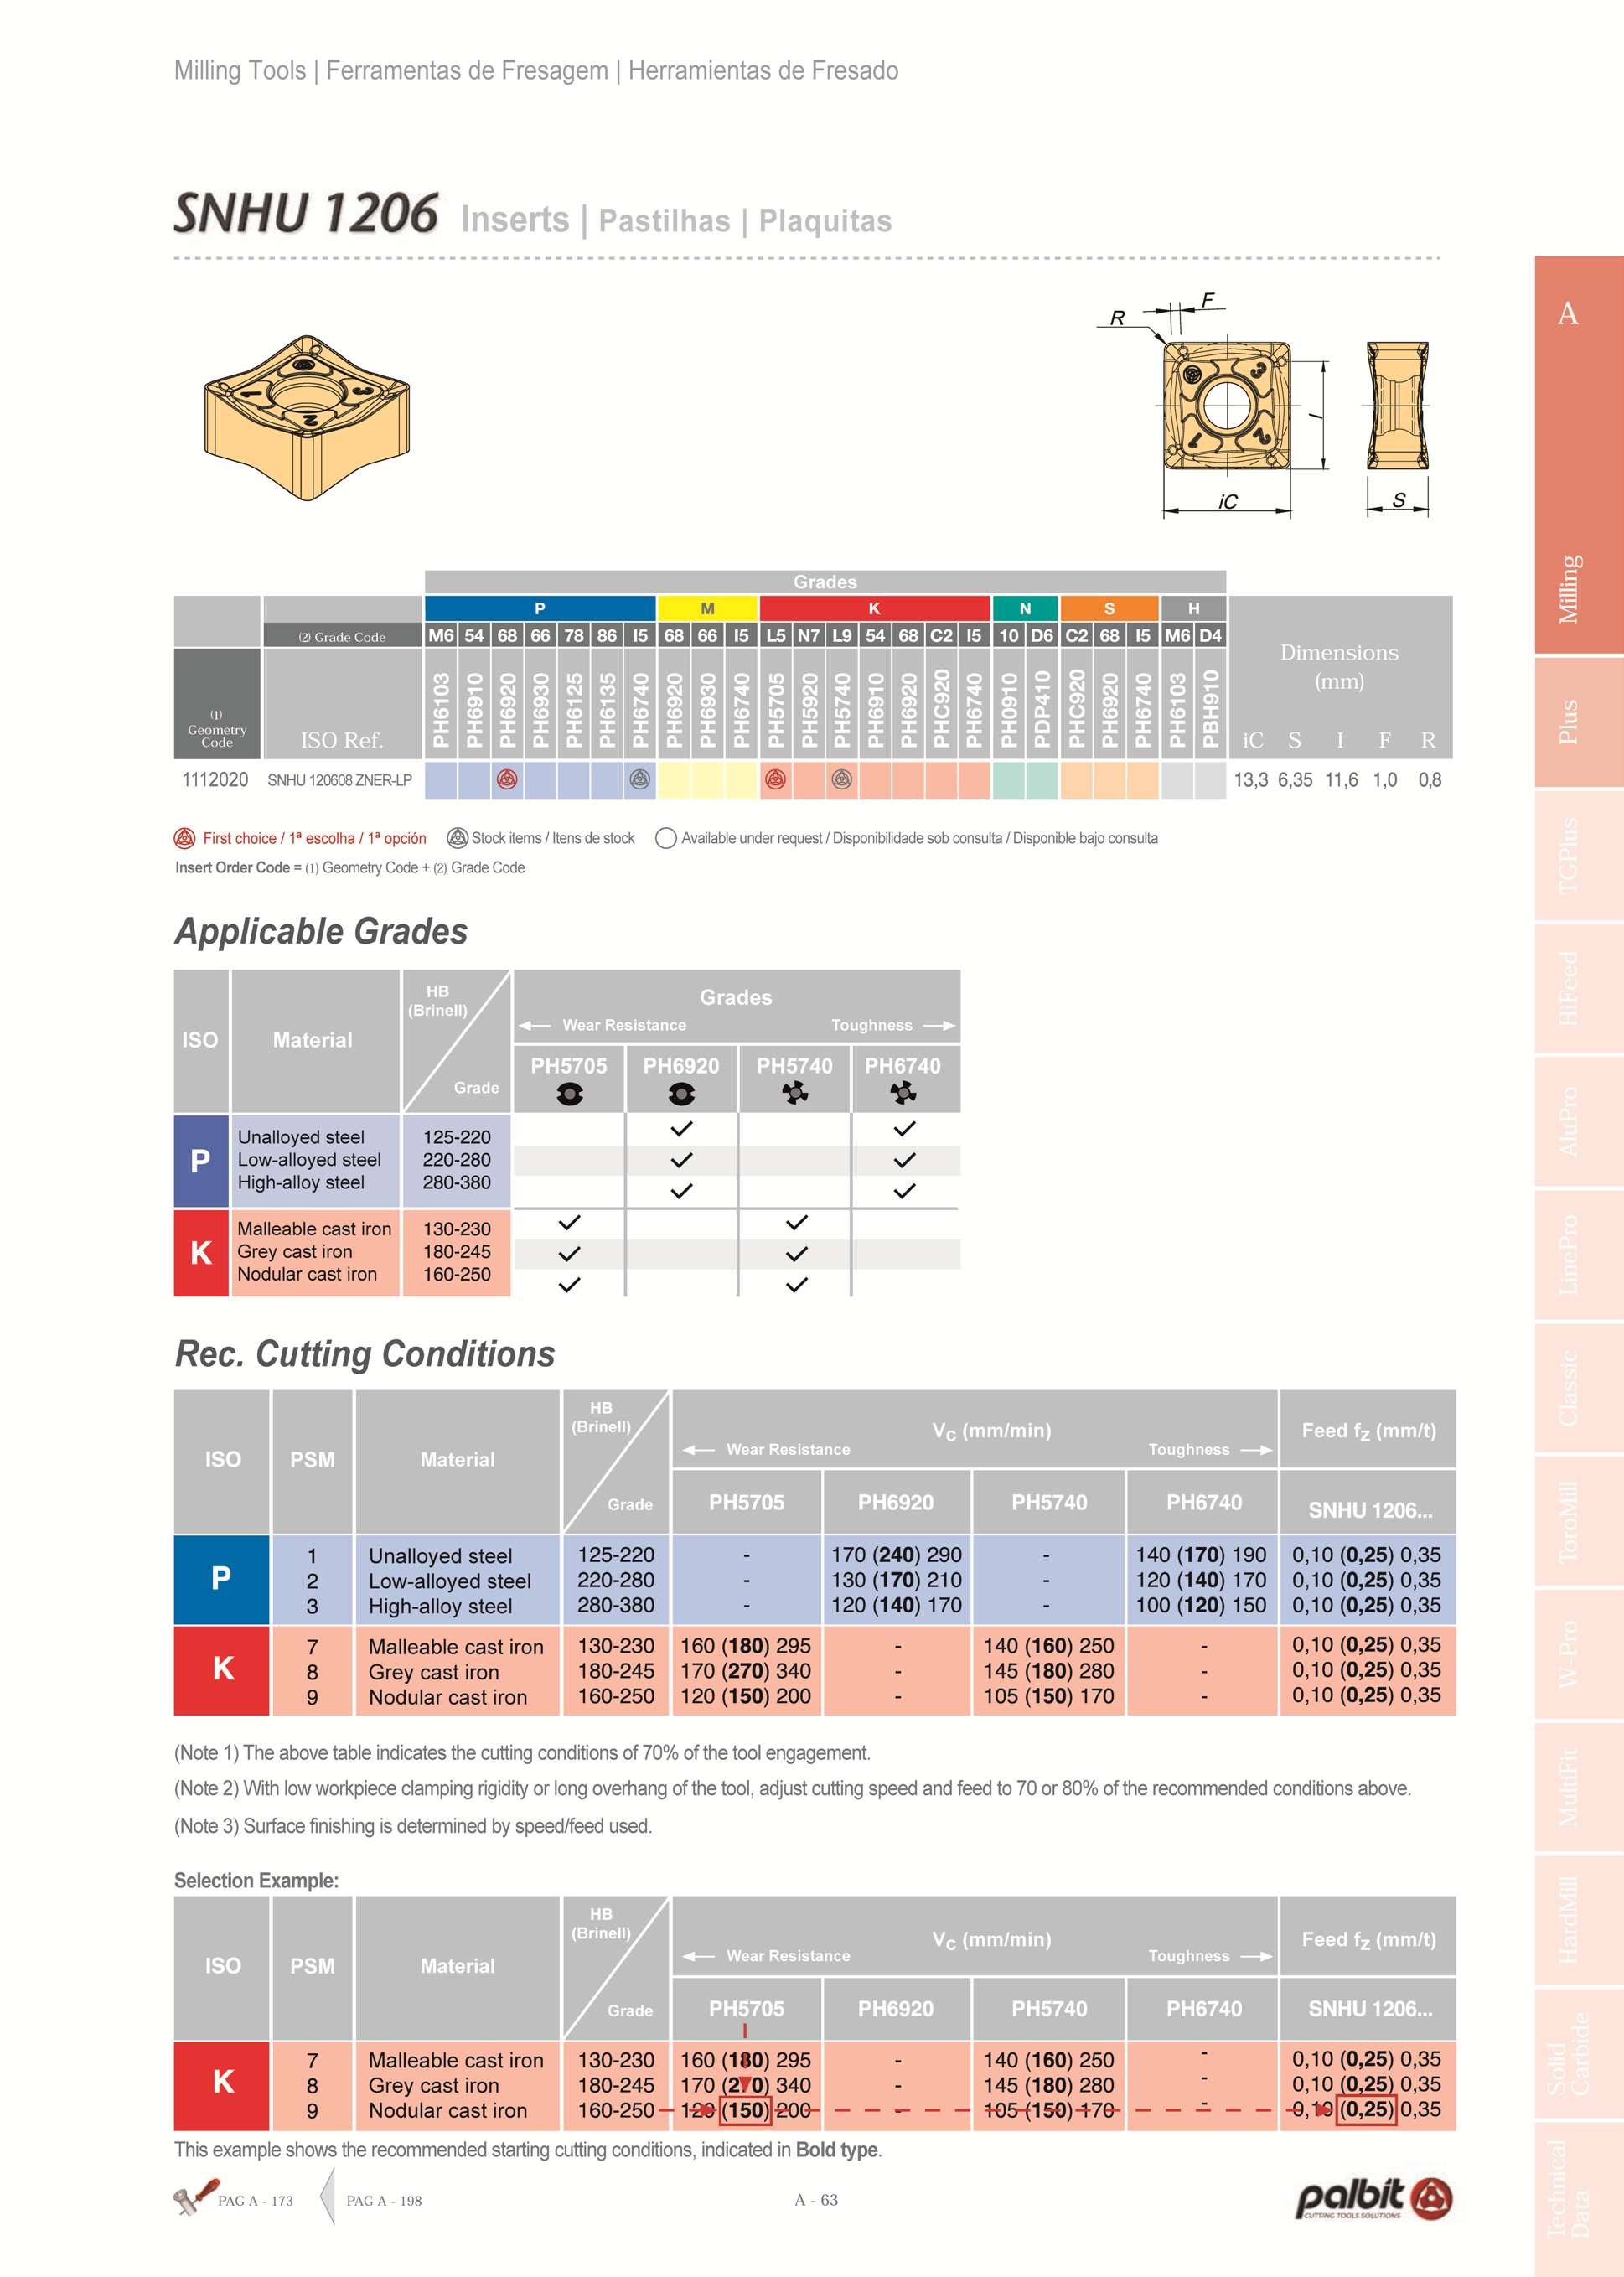 Milling Tools | Ferramentas de Fresagem | Herramientas de Fresado
SNHU 1206 Inserts | Pastilhas | Plaquitas
R F
1 2 3
I
iC S
Grades
P M K N S H
(2) Grade Code M6 54 68 66 78 86 I5 68 66 I5 L5 N7 L9 54 68 C2 I5 10 D6 C2 68 I5 M6 D4
Dimensions
(mm)
(1)
Geometry
Code
ISO Ref. PH6103 PH6910 PH6920 PH6930 PH6125 PH6135 PH6740 PH6920 PH6930 PH6740 PH5705 PH5920 PH5740 PH6910 PH6920 PHC920 PH6740 PH0910 PDP410 PHC920 PH6920 PH6740 PH6103 PBH910 iC S I F R
1112020 SNHU 120608 ZNER-LP 13,3 6,35 11,6 1,0 0,8
First choice / 1ª escolha / 1ª opción Stock items / Itens de stock Available under request / Disponibilidade sob consulta / Disponible bajo consulta
Insert Order Code = (1) Geometry Code + (2) Grade Code
Applicable Grades
ISO Material HB
(Brinell)
Grade
Grades
Wear Resistance Toughness
PH5705 PH6920 PH5740 PH6740
P
Unalloyed steel 125-220 ✓ ✓
Low-alloyed steel 220-280 ✓ ✓
High-alloy steel 280-380 ✓ ✓
K
Malleable cast iron 130-230 ✓ ✓
Grey cast iron 180-245 ✓ ✓
Nodular cast iron 160-250 ✓ ✓
Rec. Cutting Conditions
ISO PSM Material HB
(Brinell)
Grade
Vc (mm/min) Feed fz (mm/t)
Wear Resistance Toughness
PH5705 PH6920 PH5740 PH6740 SNHU 1206...
P
1 Unalloyed steel 125-220 - 170 (240) 290 - 140 (170) 190 0,10 (0,25) 0,35
2 Low-alloyed steel 220-280 - 130 (170) 210 - 120 (140) 170 0,10 (0,25) 0,35
3 High-alloy steel 280-380 - 120 (140) 170 - 100 (120) 150 0,10 (0,25) 0,35
K
7 Malleable cast iron 130-230 160 (180) 295 - 140 (160) 250 - 0,10 (0,25) 0,35
8 Grey cast iron 180-245 170 (270) 340 - 145 (180) 280 - 0,10 (0,25) 0,35
9 Nodular cast iron 160-250 120 (150) 200 - 105 (150) 170 - 0,10 (0,25) 0,35
(Note 1) The above table indicates the cutting conditions of 70% of the tool engagement.
(Note 2) With low workpiece clamping rigidity or long overhang of the tool, adjust cutting speed and feed to 70 or 80% of the recommended conditions above.
(Note 3) Surface finishing is determined by speed/feed used.
Selection Example:
ISO PSM Material HB
(Brinell)
Grade
Vc (mm/min) Feed fz (mm/t)
Wear Resistance Toughness
PH5705 PH6920 PH5740 PH6740 SNHU 1206...
K
7 Malleable cast iron 130-230 160 (180) 295 - 140 (160) 250 - 0,10 (0,25) 0,35
8 Grey cast iron 180-245 170 (270) 340 - 145 (180) 280 - 0,10 (0,25) 0,35
9 Nodular cast iron 160-250 120 (150) 200 - 105 (150) 170 - 0,10 (0,25) 0,35
This example shows the recommended starting cutting conditions, indicated in Bold type.
PAG A - 173 PAG A - 198 A - 63
palbit
CUTTING TOOLS SOLUTIONS
A
Milling
Plus
TGPlus
HiFeed
AluPro
LinePro
Classic
ToroMill
W-Pro
MultiFit
HardMill
Solid
Carbide
Technical
Data